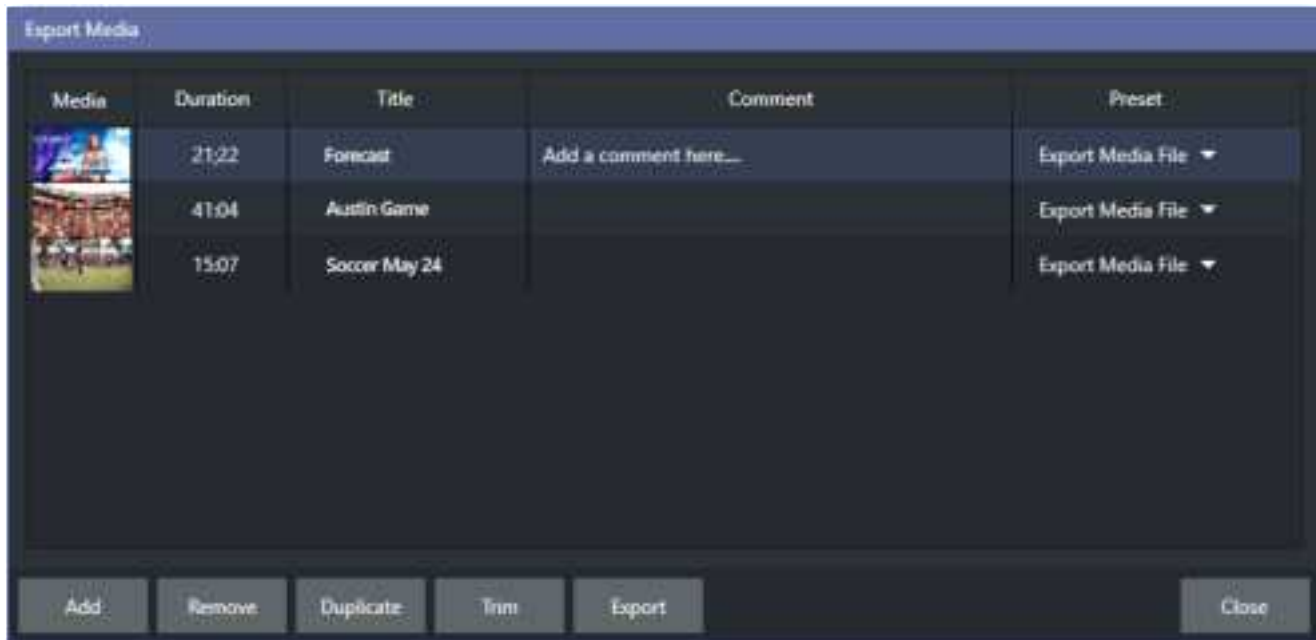 Export Media
Media Duration Title Comment Preset
21;22 Forecast Add a comment here... Export Media File
41:04 Austin Game Export Media File
15:07 Soccer May 24 Export Media File
Add Remove Duplicate Trim Export Close